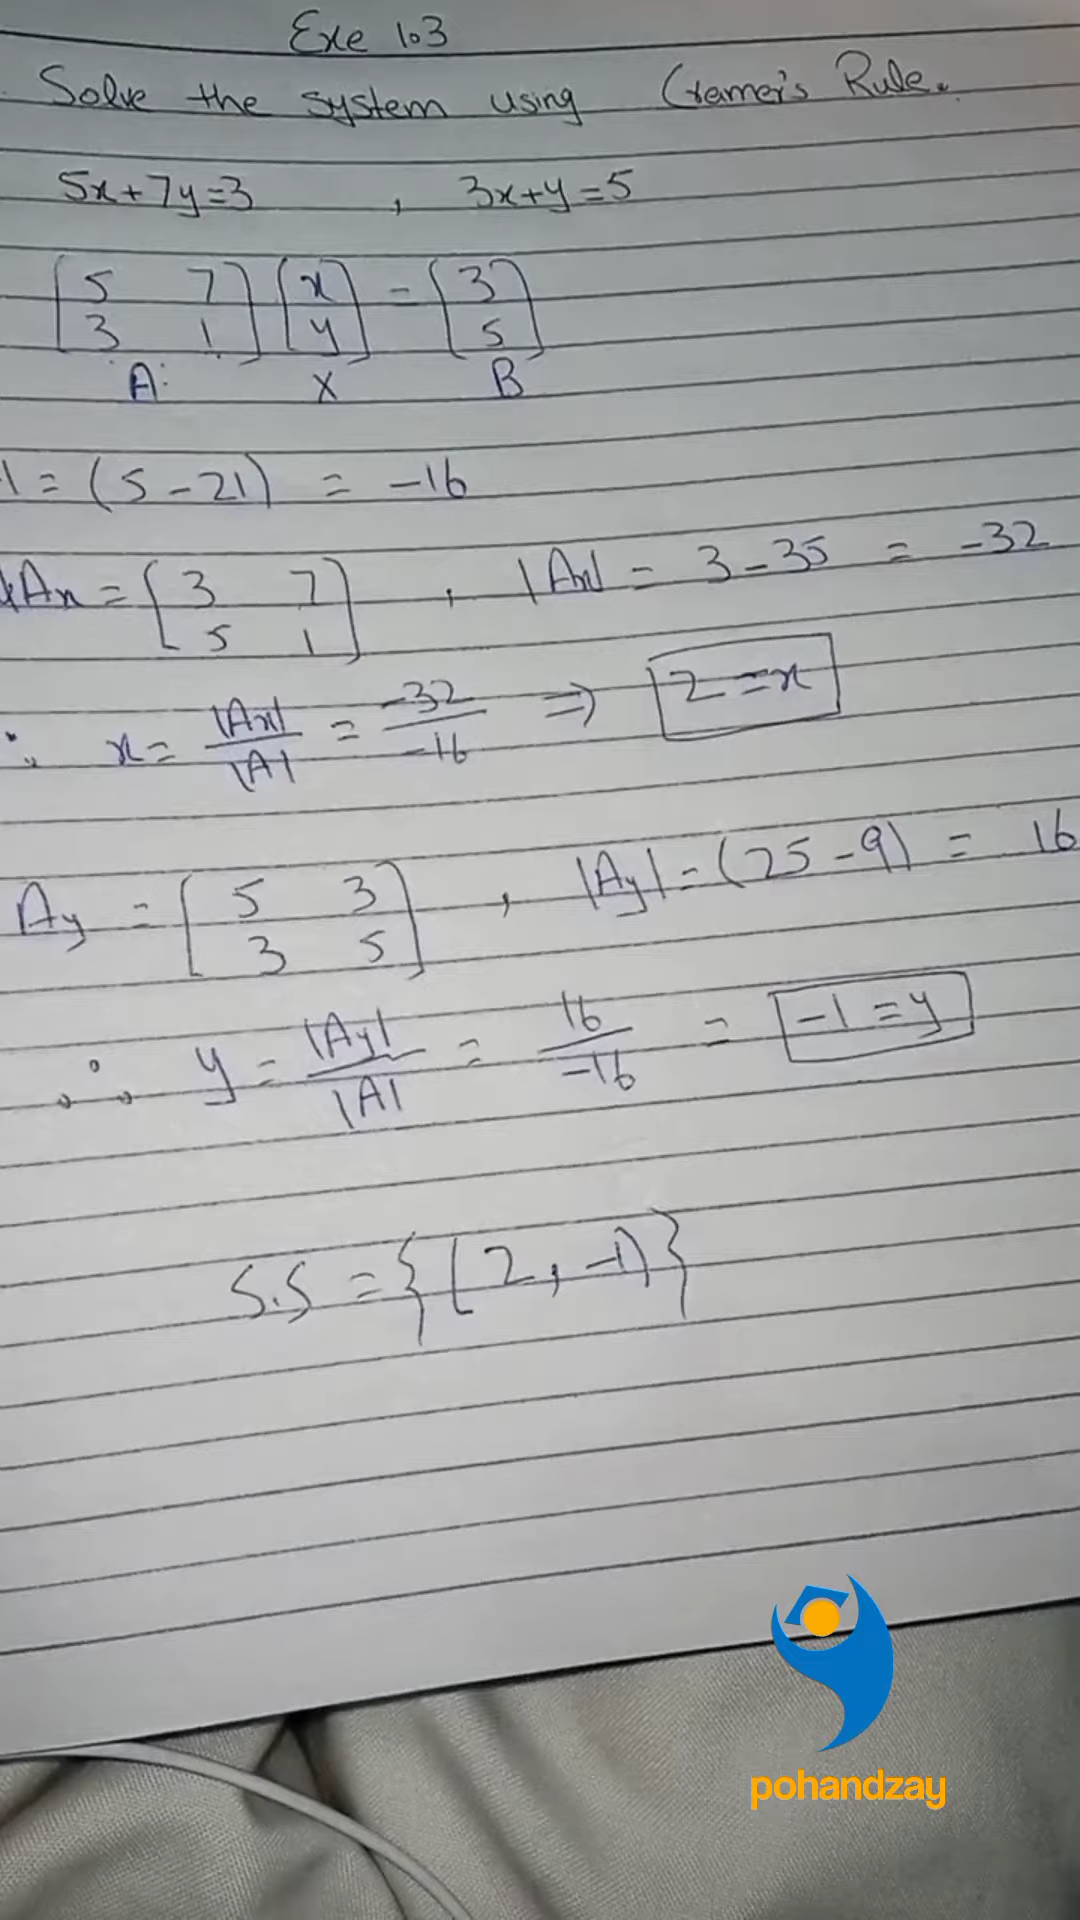 Exe 1.3
Solve the system using Cramer's Rule.
5x+7y=3 , 3x+y=5
[5 7] [x] = [3]
[3 1] [y] [5]
A X B
= (5-21) = -16
Ax = [3 7] , |Ax| = 3-35 = -32
[5 1]
∴ x = |Ax| / |A| = -32 / -16 ⇒ 2=x
Ay = [5 3] , |Ay| = (25-9) = 16
[3 5]
∴ y = |Ay| / |A| = 16 / -16 = -1=y
S.S = {(2, -1)}
pohandzay